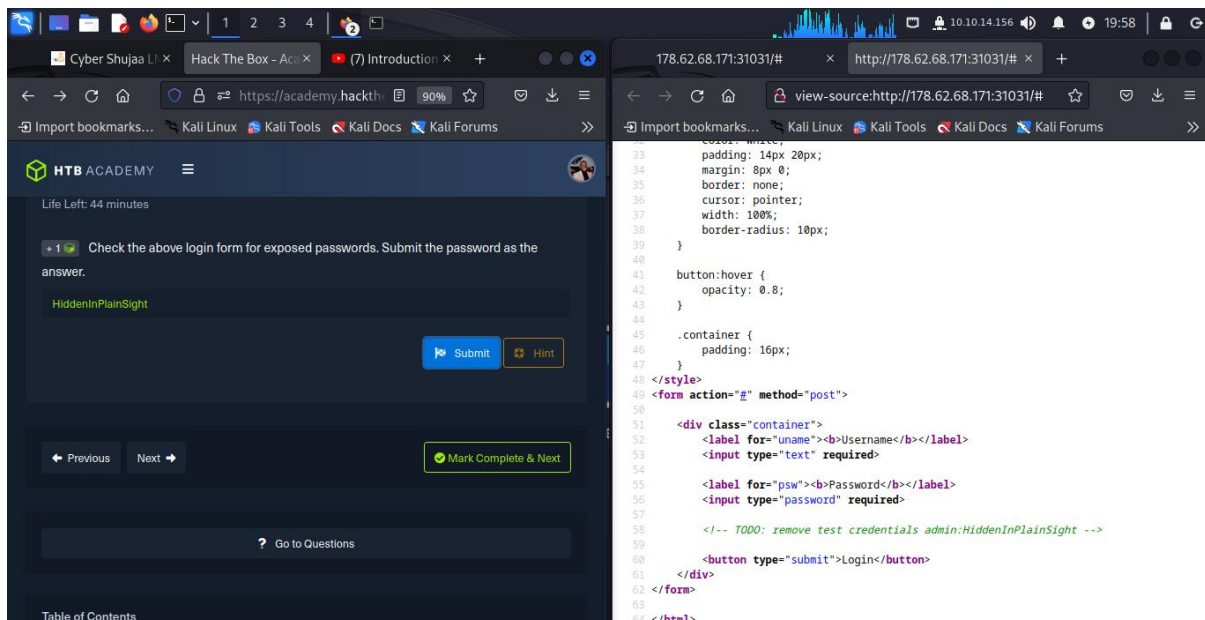 1 2 3 4
2
10.10.14.156
19:58
Cyber Shujaa LI
Hack The Box - Aca
(7) Introduction
https://academy.hackth
90%
Import bookmarks...
Kali Linux
Kali Tools
Kali Docs
Kali Forums
HTB ACADEMY
Life Left: 44 minutes
+ 1 Check the above login form for exposed passwords. Submit the password as the
answer.
HiddenInPlainSight
Submit
Hint
Previous
Next
Mark Complete & Next
? Go to Questions
Table of Contents
178.62.68.171:31031/#
http://178.62.68.171:31031/#
view-source:http://178.62.68.171:31031/#
Import bookmarks...
Kali Linux
Kali Tools
Kali Docs
Kali Forums
32 color: white;
33 padding: 14px 20px;
34 margin: 8px 0;
35 border: none;
36 cursor: pointer;
37 width: 100%;
38 border-radius: 10px;
39 }
40
41 button:hover {
42 opacity: 0.8;
43 }
44
45 .container {
46 padding: 16px;
47 }
48 </style>
49 <form action="#" method="post">
50
51 <div class="container">
52 <label for="uname"><b>Username</b></label>
53 <input type="text" required>
54
55 <label for="psw"><b>Password</b></label>
56 <input type="password" required>
57
58 <!-- TODO: remove test credentials admin:HiddenInPlainSight -->
59
60 <button type="submit">Login</button>
61 </div>
62 </form>
63
64 </html>